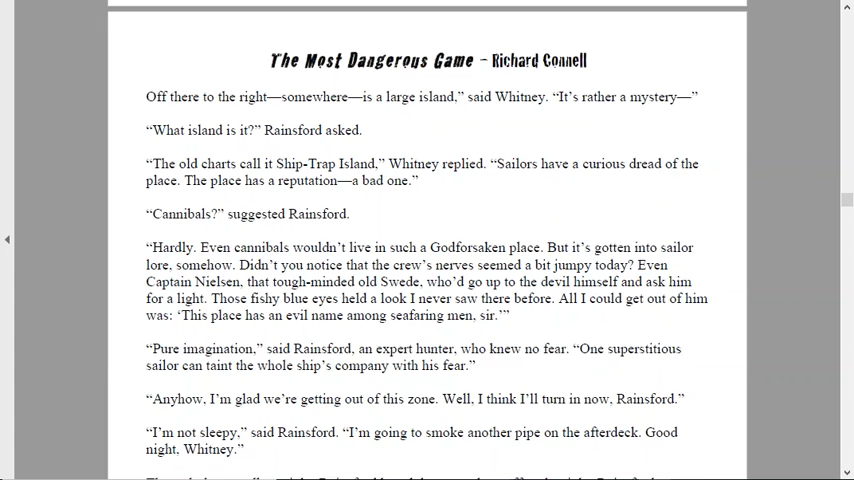 The Most Dangerous Game – Richard Connell
Off there to the right—somewhere—is a large island,” said Whitney. “It’s rather a mystery—”
“What island is it?” Rainsford asked.
“The old charts call it Ship-Trap Island,” Whitney replied. “Sailors have a curious dread of the
place. The place has a reputation—a bad one.”
“Cannibals?” suggested Rainsford.
“Hardly. Even cannibals wouldn’t live in such a Godforsaken place. But it’s gotten into sailor
lore, somehow. Didn’t you notice that the crew’s nerves seemed a bit jumpy today? Even
Captain Nielsen, that tough-minded old Swede, who’d go up to the devil himself and ask him
for a light. Those fishy blue eyes held a look I never saw there before. All I could get out of him
was: ‘This place has an evil name among seafaring men, sir.’”
“Pure imagination,” said Rainsford, an expert hunter, who knew no fear. “One superstitious
sailor can taint the whole ship’s company with his fear.”
“Anyhow, I’m glad we’re getting out of this zone. Well, I think I’ll turn in now, Rainsford.”
“I’m not sleepy,” said Rainsford. “I’m going to smoke another pipe on the afterdeck. Good
night, Whitney.”